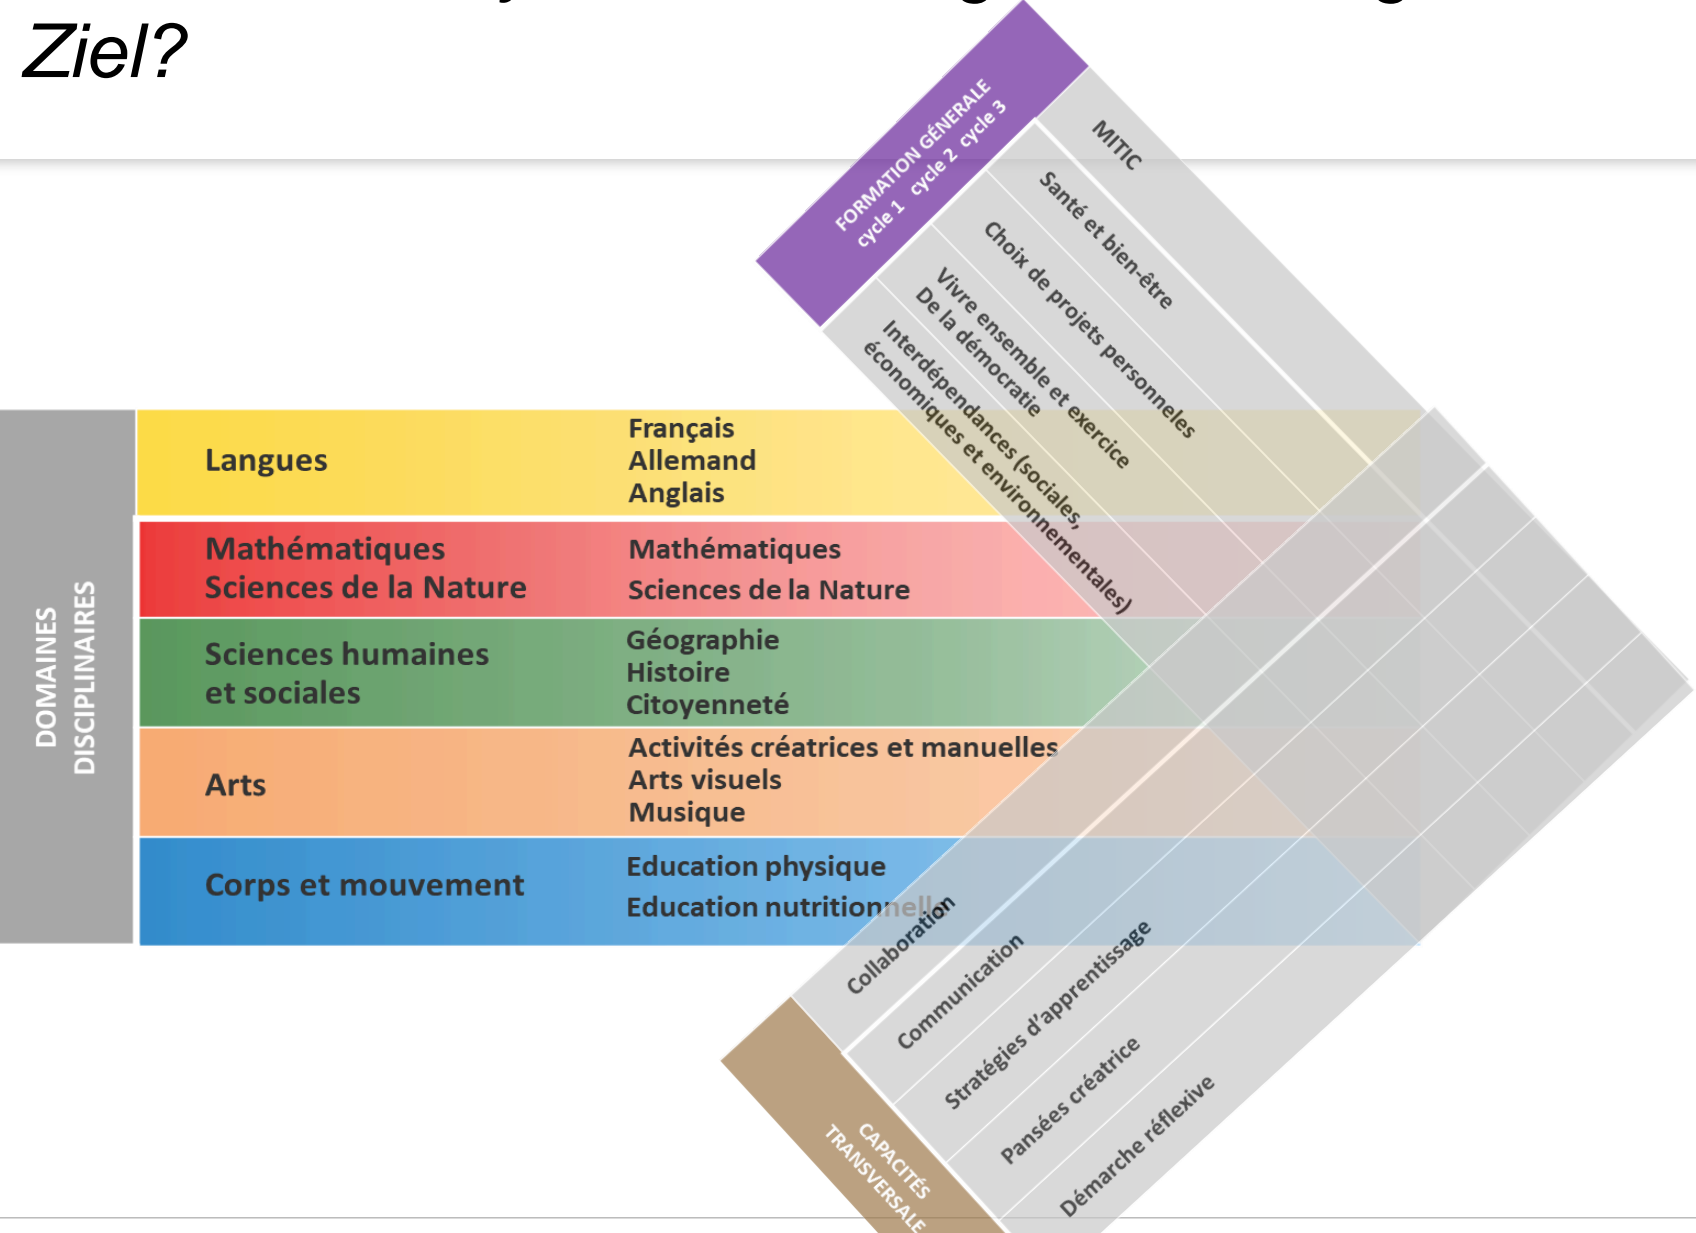 Ziel?
FORMATION GÉNERALE
cycle 1 cycle 2 cycle 3
MITIC
Santé et bien-être
Choix de projets personneles
Vivre ensemble et exercice
De la démocratie
Interdépendances (sociales,
économiques et environnementales)
DOMAINES
DISCIPLINAIRES
Langues
Français
Allemand
Anglais
Mathématiques
Sciences de la Nature
Mathématiques
Sciences de la Nature
Sciences humaines
et sociales
Géographie
Histoire
Citoyenneté
Arts
Activités créatrices et manuelles
Arts visuels
Musique
Corps et mouvement
Education physique
Education nutritionnelle
Collaboration
Communication
Stratégies d'apprentissage
Pansées créatrice
Démarche réflexive
CAPACITÉS
TRANSVERSALE